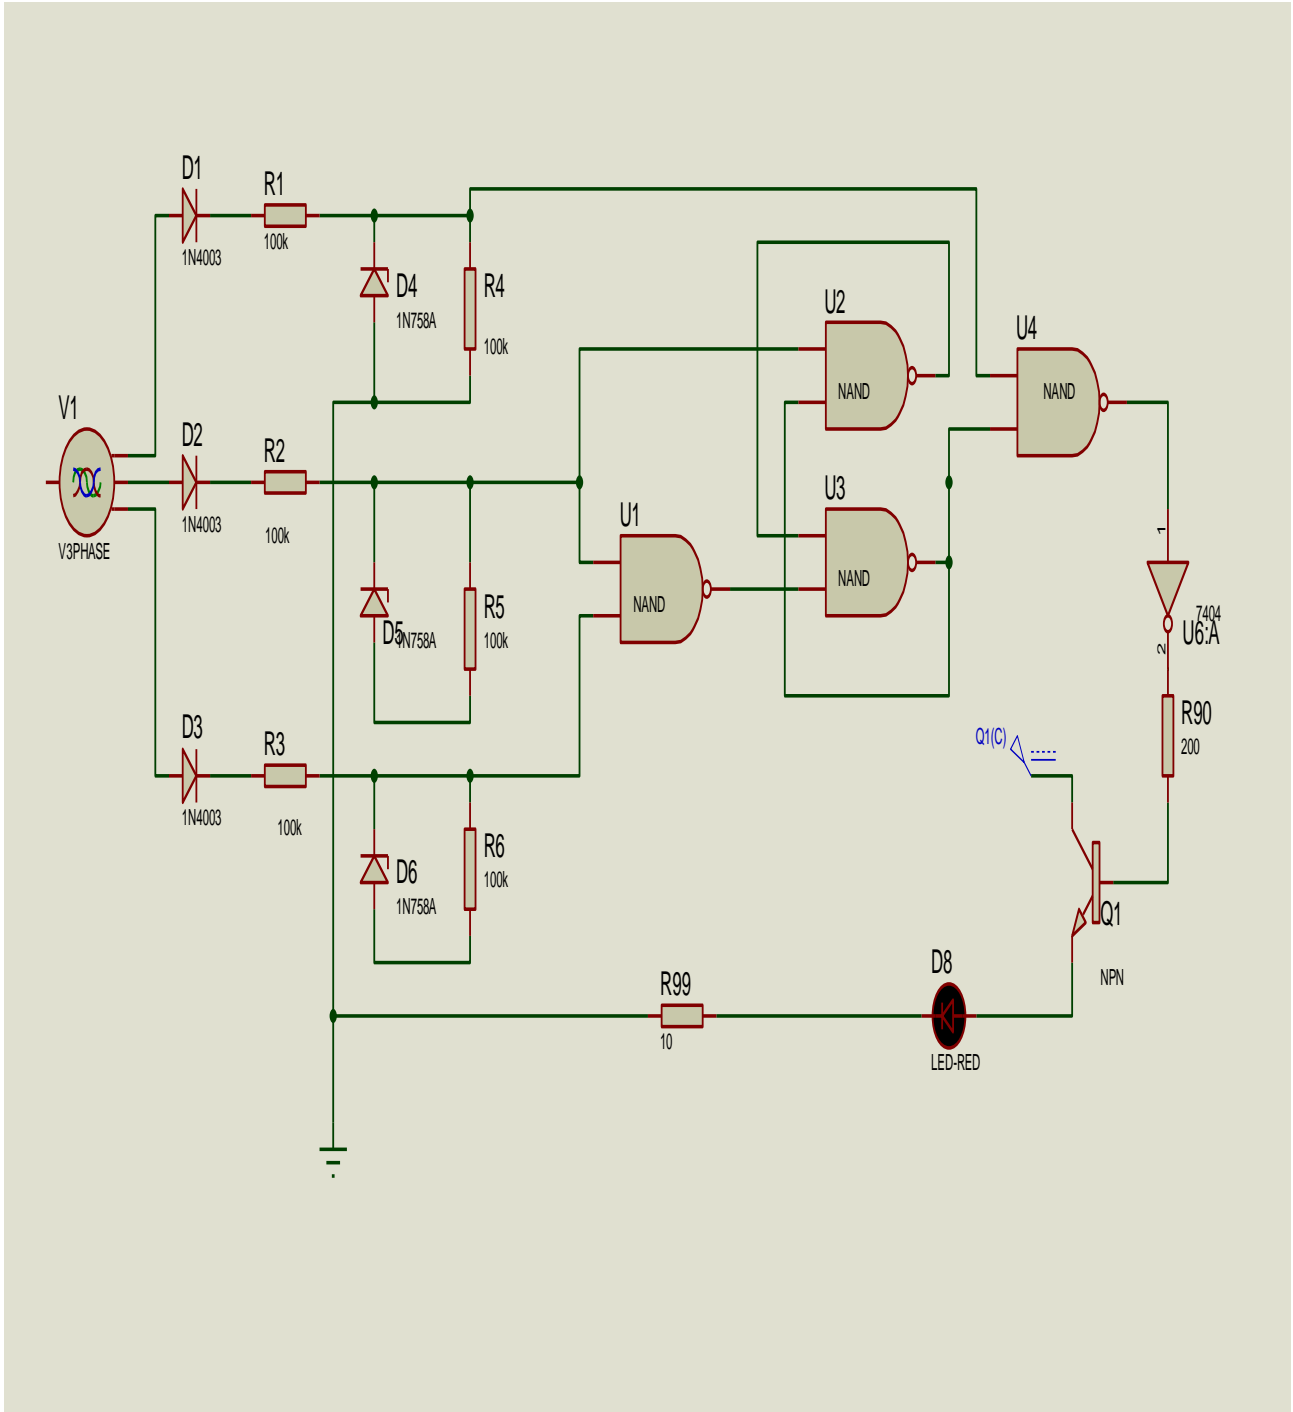 D1
R1
1N4003
100k
D4
1N758A
R4
100k
U2
NAND
U4
NAND
V1
V3PHASE
D2
R2
1N4003
100k
U1
NAND
U3
NAND
D5
1N758A
R5
100k
1
7404
U6:A
2
R90
200
D3
R3
1N4003
100k
Q1(C)
D6
1N758A
R6
100k
Q1
NPN
R99
10
D8
LED-RED